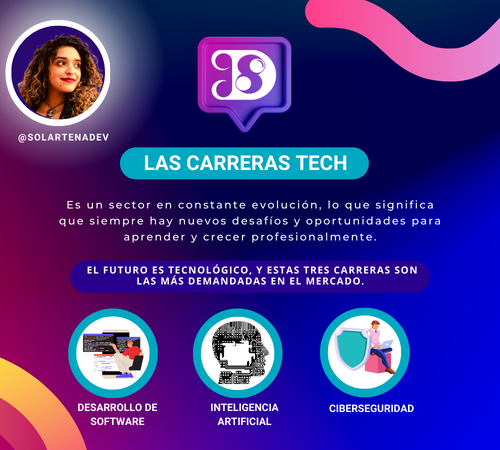 @SOLARTENADEV
LAS CARRERAS TECH
Es un sector en constante evolución, lo que significa
que siempre hay nuevos desafíos y oportunidades para
aprender y crecer profesionalmente.
EL FUTURO ES TECNOLÓGICO, Y ESTAS TRES CARRERAS SON
LAS MÁS DEMANDADAS EN EL MERCADO.
DESARROLLO DE
SOFTWARE
INTELIGENCIA
ARTIFICIAL
CIBERSEGURIDAD